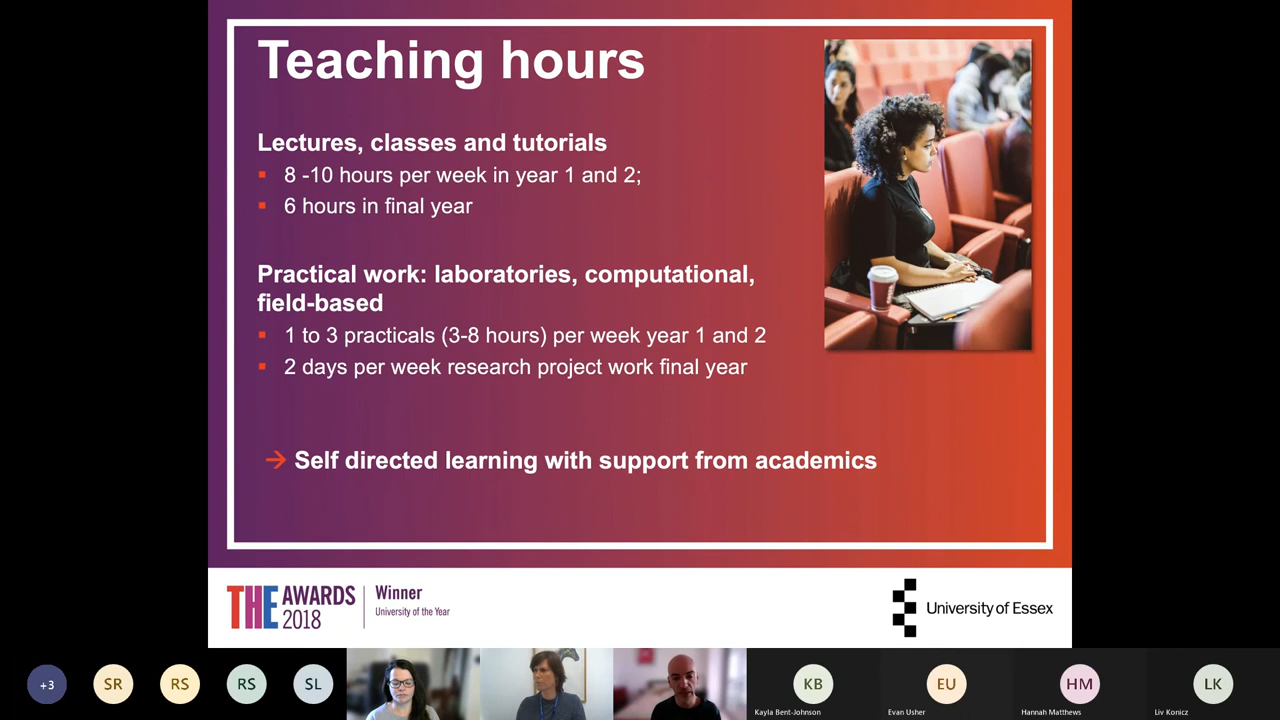 Teaching hours
Lectures, classes and tutorials
8 -10 hours per week in year 1 and 2;
6 hours in final year
Practical work: laboratories, computational,
field-based
1 to 3 practicals (3-8 hours) per week year 1 and 2
2 days per week research project work final year
→ Self directed learning with support from academics
THE AWARDS 2018
Winner
University of the Year
University of Essex
+3
SR
RS
RS
SL
KB
EU
HM
LK
Kayla Bent-Johnson
Evan Usher
Hannah Matthews
Liv Konicz